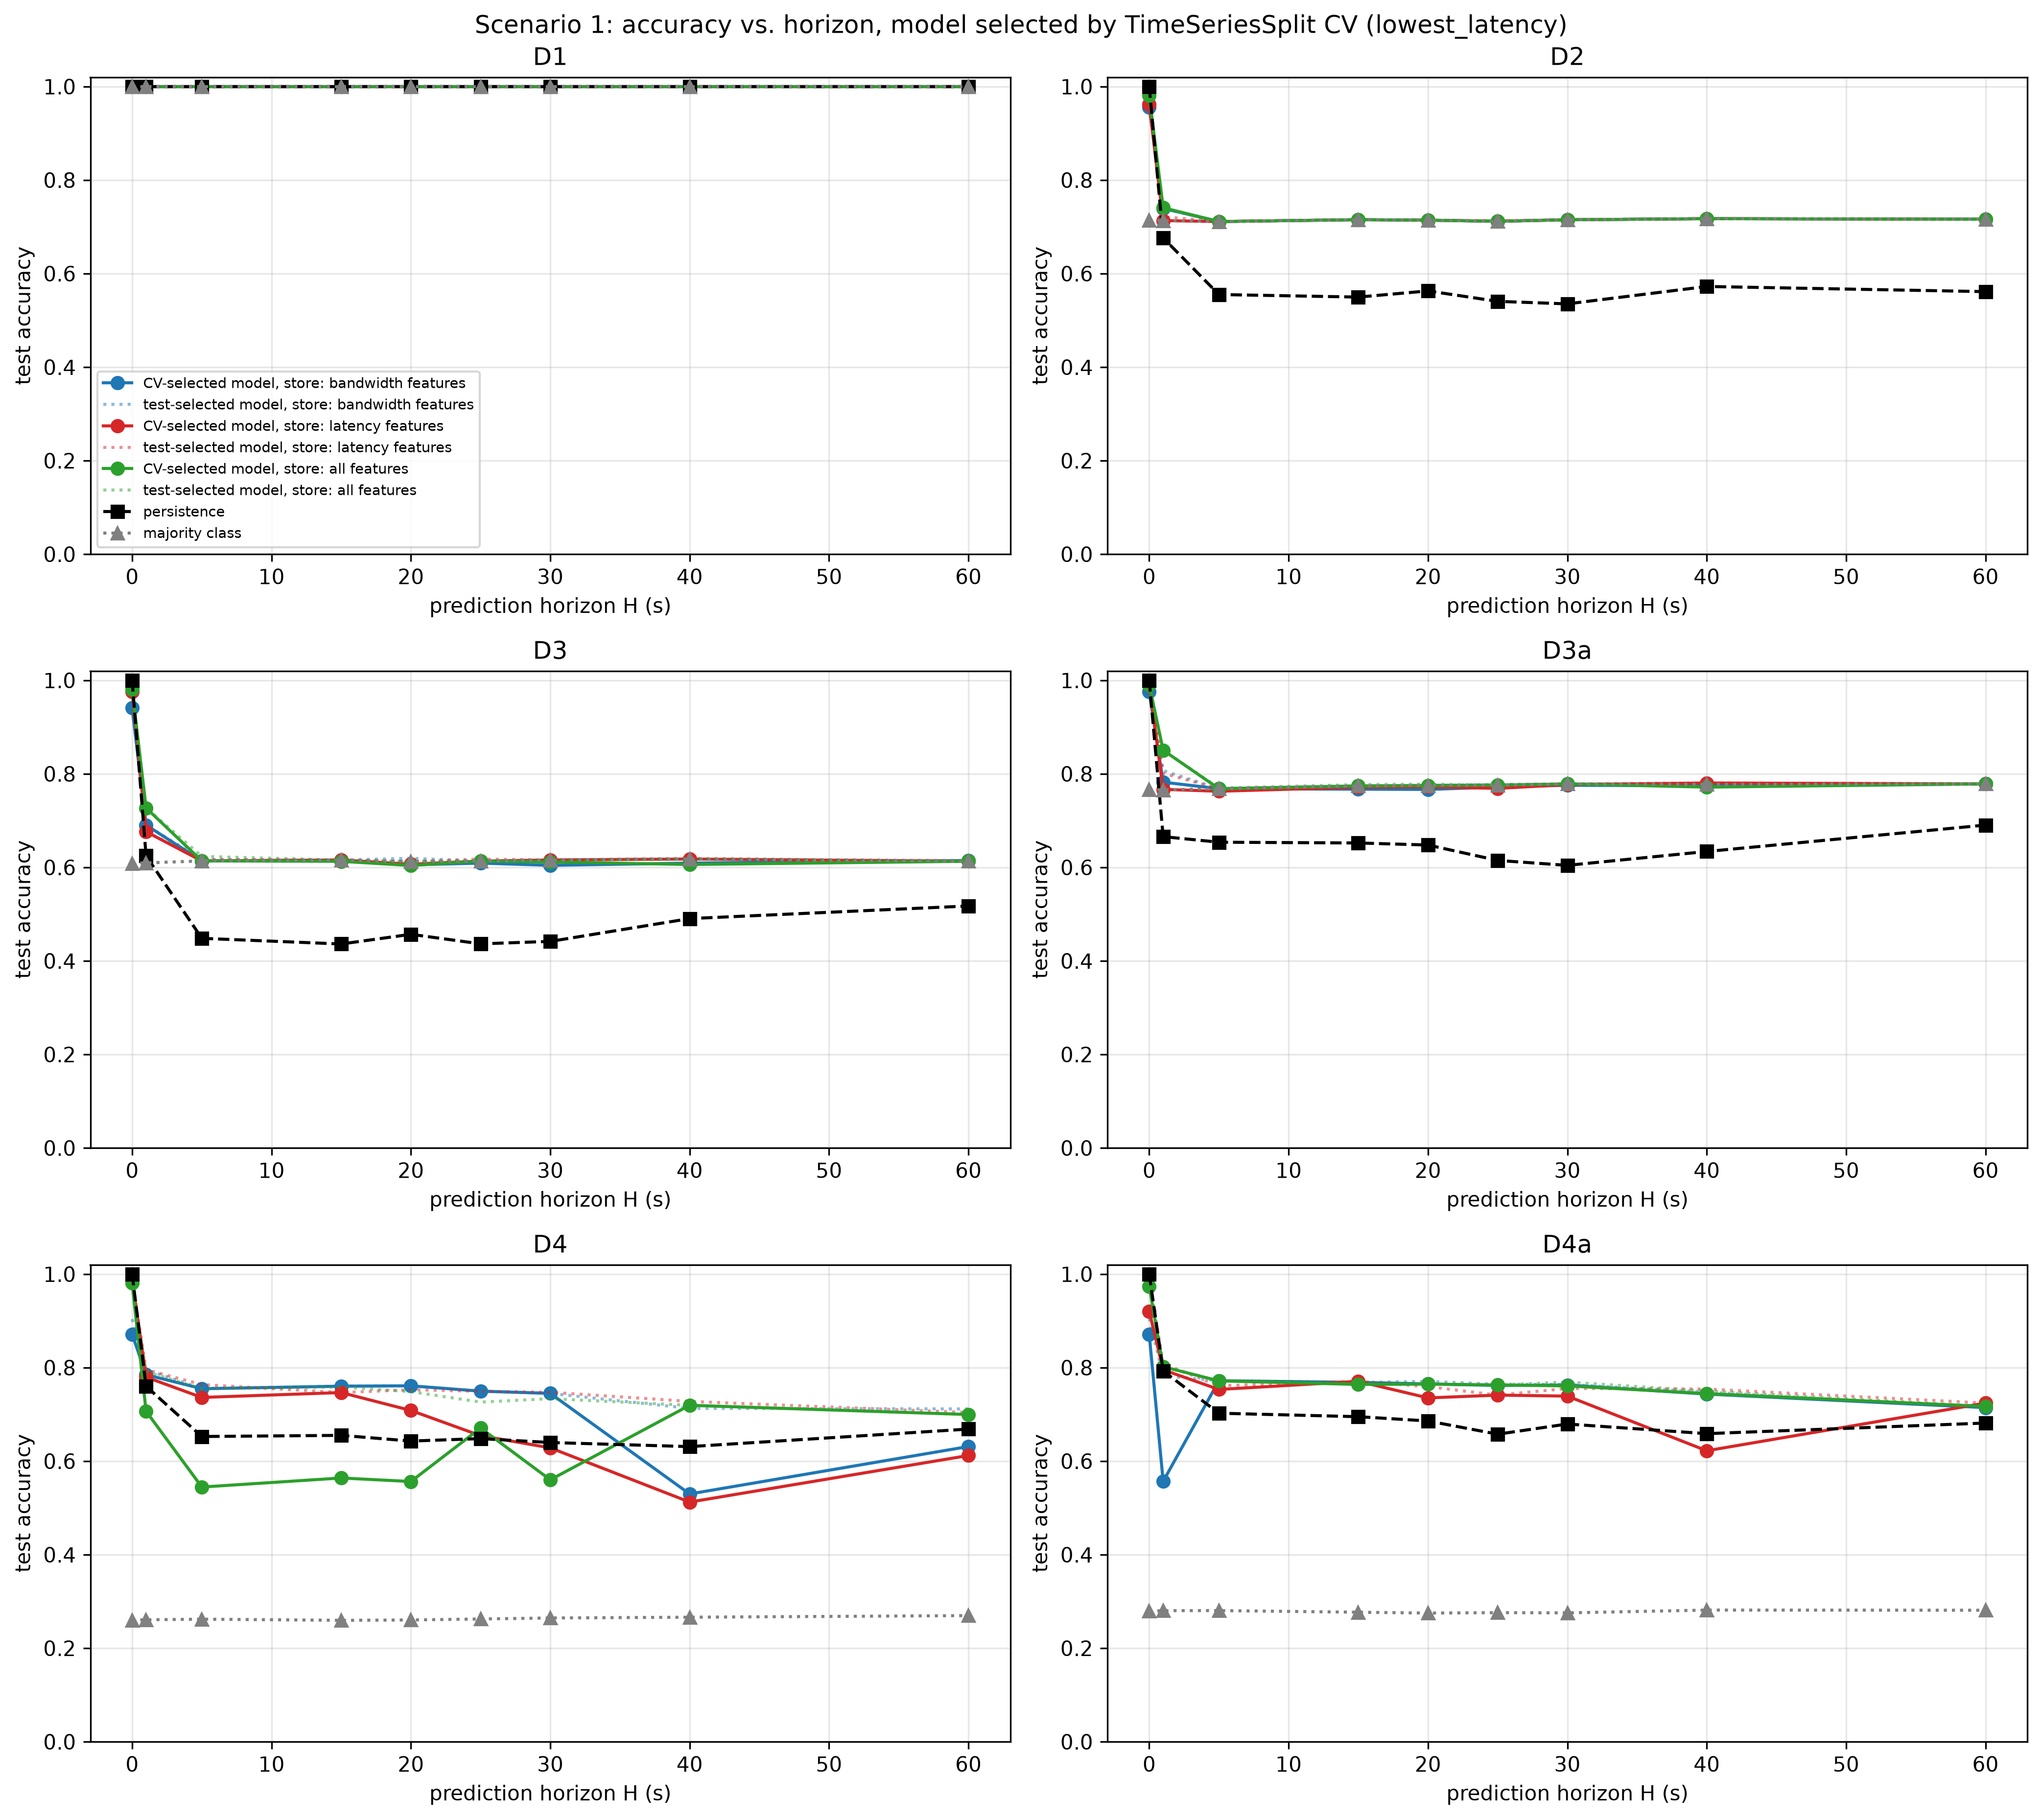 Scenario 1: accuracy vs. horizon, model selected by TimeSeriesSplit CV (lowest_latency)
D1
1.0
0.8
0.6
0.4
0.2
0.0
test accuracy
CV-selected model, store: bandwidth features
test-selected model, store: bandwidth features
CV-selected model, store: latency features
test-selected model, store: latency features
CV-selected model, store: all features
test-selected model, store: all features
persistence
majority class
0 10 20 30 40 50 60
prediction horizon H (s)
D2
1.0
0.8
0.6
0.4
0.2
0.0
test accuracy
0 10 20 30 40 50 60
prediction horizon H (s)
D3
1.0
0.8
0.6
0.4
0.2
0.0
test accuracy
0 10 20 30 40 50 60
prediction horizon H (s)
D3a
1.0
0.8
0.6
0.4
0.2
0.0
test accuracy
0 10 20 30 40 50 60
prediction horizon H (s)
D4
1.0
0.8
0.6
0.4
0.2
0.0
test accuracy
0 10 20 30 40 50 60
prediction horizon H (s)
D4a
1.0
0.8
0.6
0.4
0.2
0.0
test accuracy
0 10 20 30 40 50 60
prediction horizon H (s)